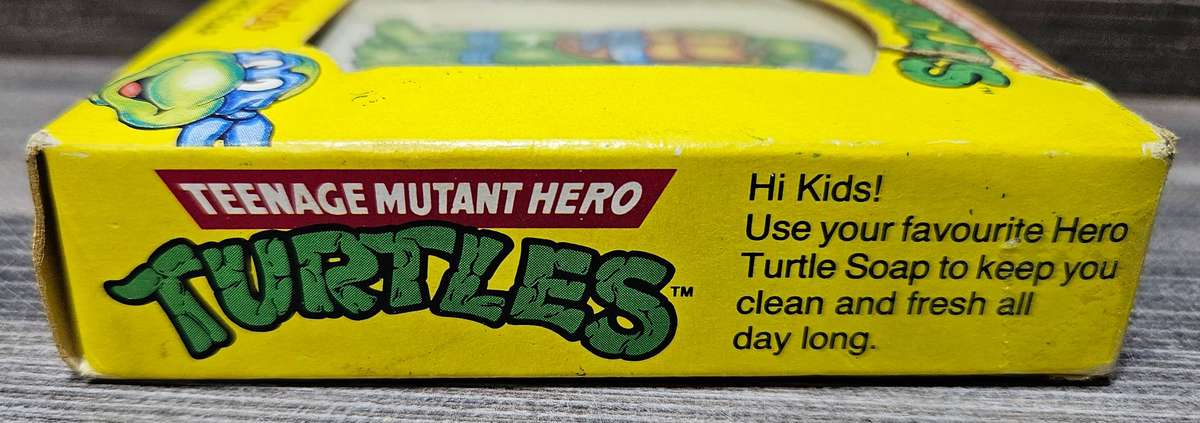 TEENAGE MUTANT HERO
TURTLES™
Hi Kids!
Use your favourite Hero
Turtle Soap to keep you
clean and fresh all
day long.